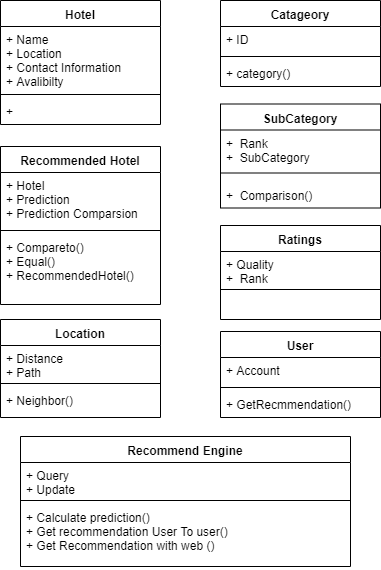 Hotel
+ Name
+ Location
+ Contact Information
+ Avalibilty
+
Catageory
+ ID
+ category()
SubCategory
+  Rank
+ SubCategory
+  Comparison()
Recommended Hotel
+ Hotel
+ Prediction
+ Prediction Comparsion
+ Compareto()
+ Equal()
+ RecommendedHotel()
Ratings
+ Quality
+  Rank
Location
+ Distance
+ Path
+ Neighbor()
User
+ Account
+ GetRecmmendation()
Recommend Engine
+ Query
+ Update
+ Calculate prediction()
+ Get recommendation User To user()
+ Get Recommendation with web ()